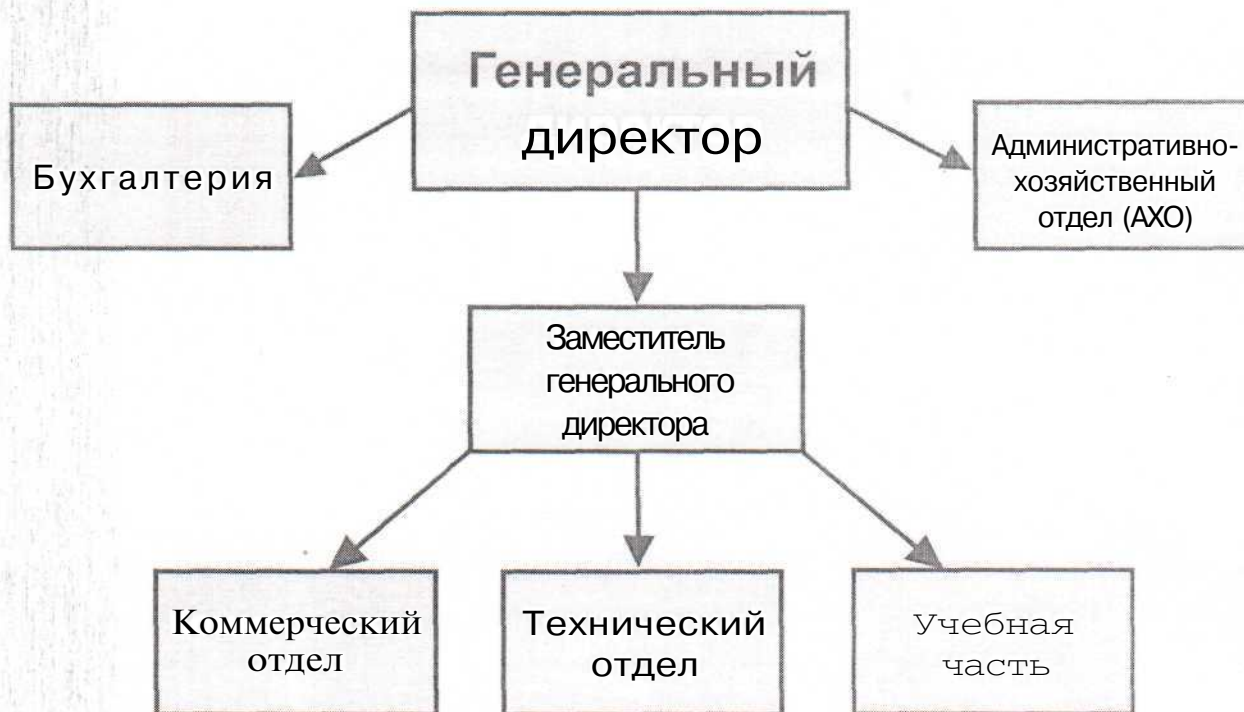 Генеральный
директор
Бухгалтерия
Административно-
хозяйственный
отдел (АХО)
Заместитель
генерального
директора
Коммерческий
отдел
Технический
отдел
Учебная
часть